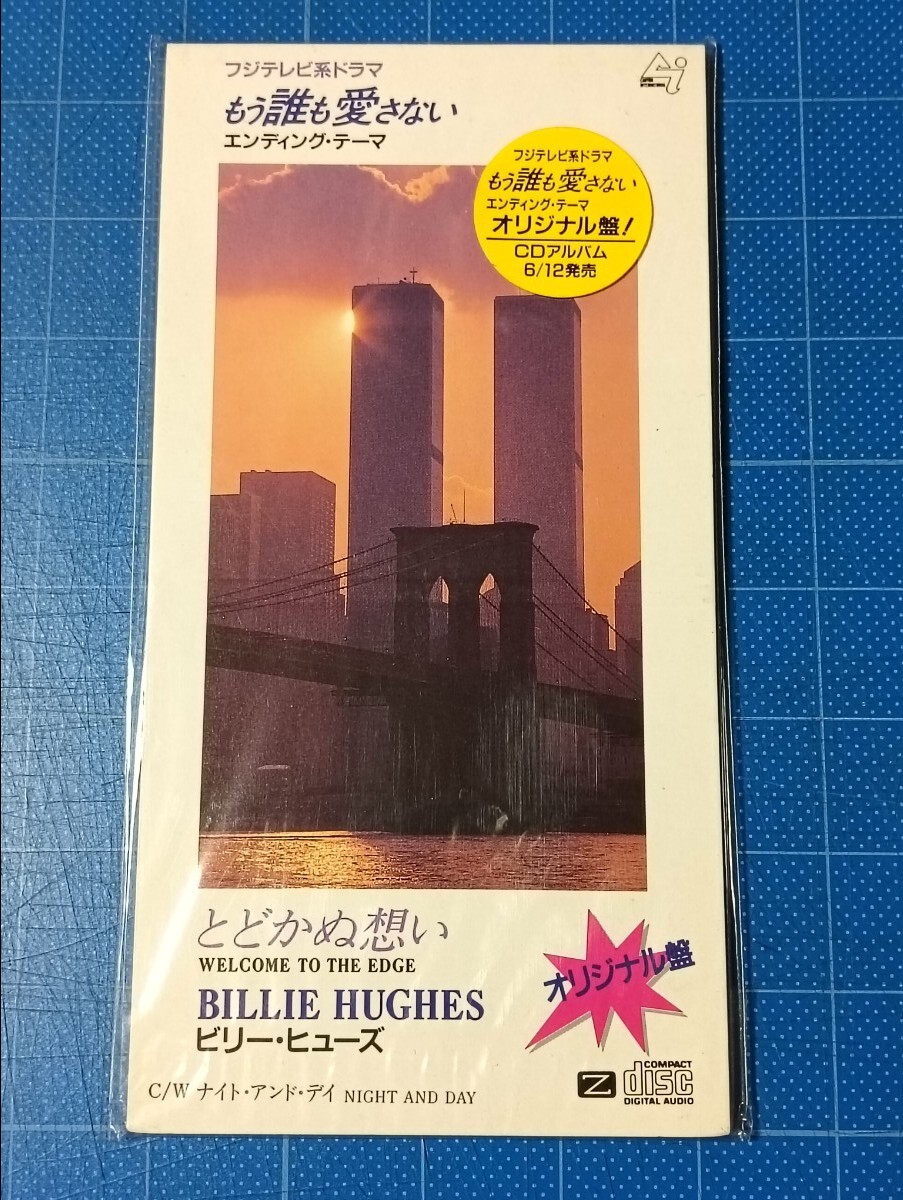 フジテレビ系ドラマ
もう誰も愛さない
エンディング・テーマ
Ai
フジテレビ系ドラマ
もう誰も愛さない
エンディング・テーマ
オリジナル盤!
CDアルバム
6/12発売
とどかぬ想い
WELCOME TO THE EDGE
BILLIE HUGHES
ビリー・ヒューズ
オリジナル盤
C/W ナイト・アンド・デイ NIGHT AND DAY
Z
COMPACT
disc
DIGITAL AUDIO